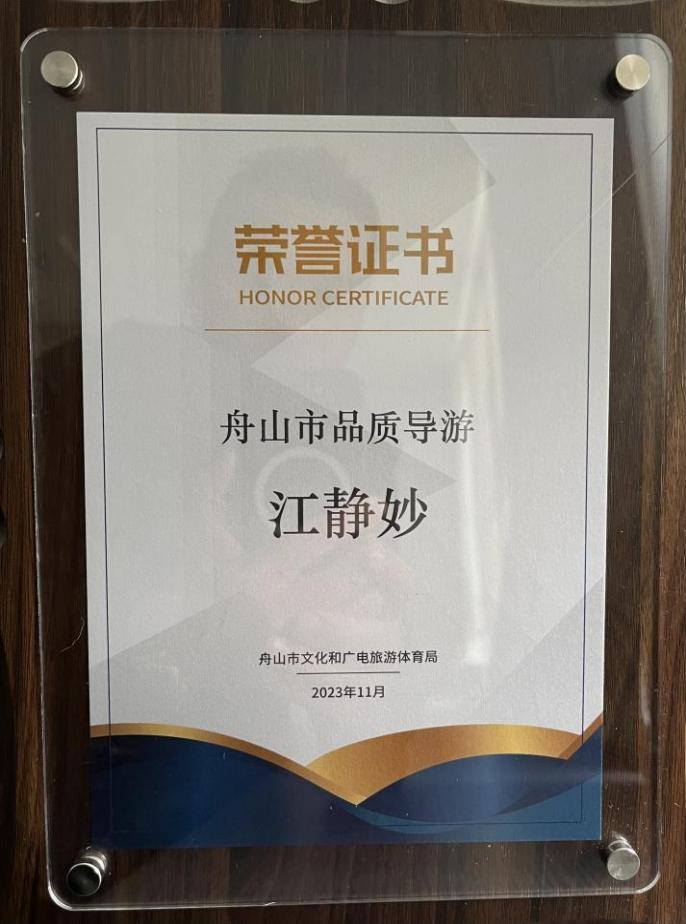 荣誉证书
HONOR CERTIFICATE
舟山市品质导游
江静妙
舟山市文化和广电旅游体育局
2023年11月